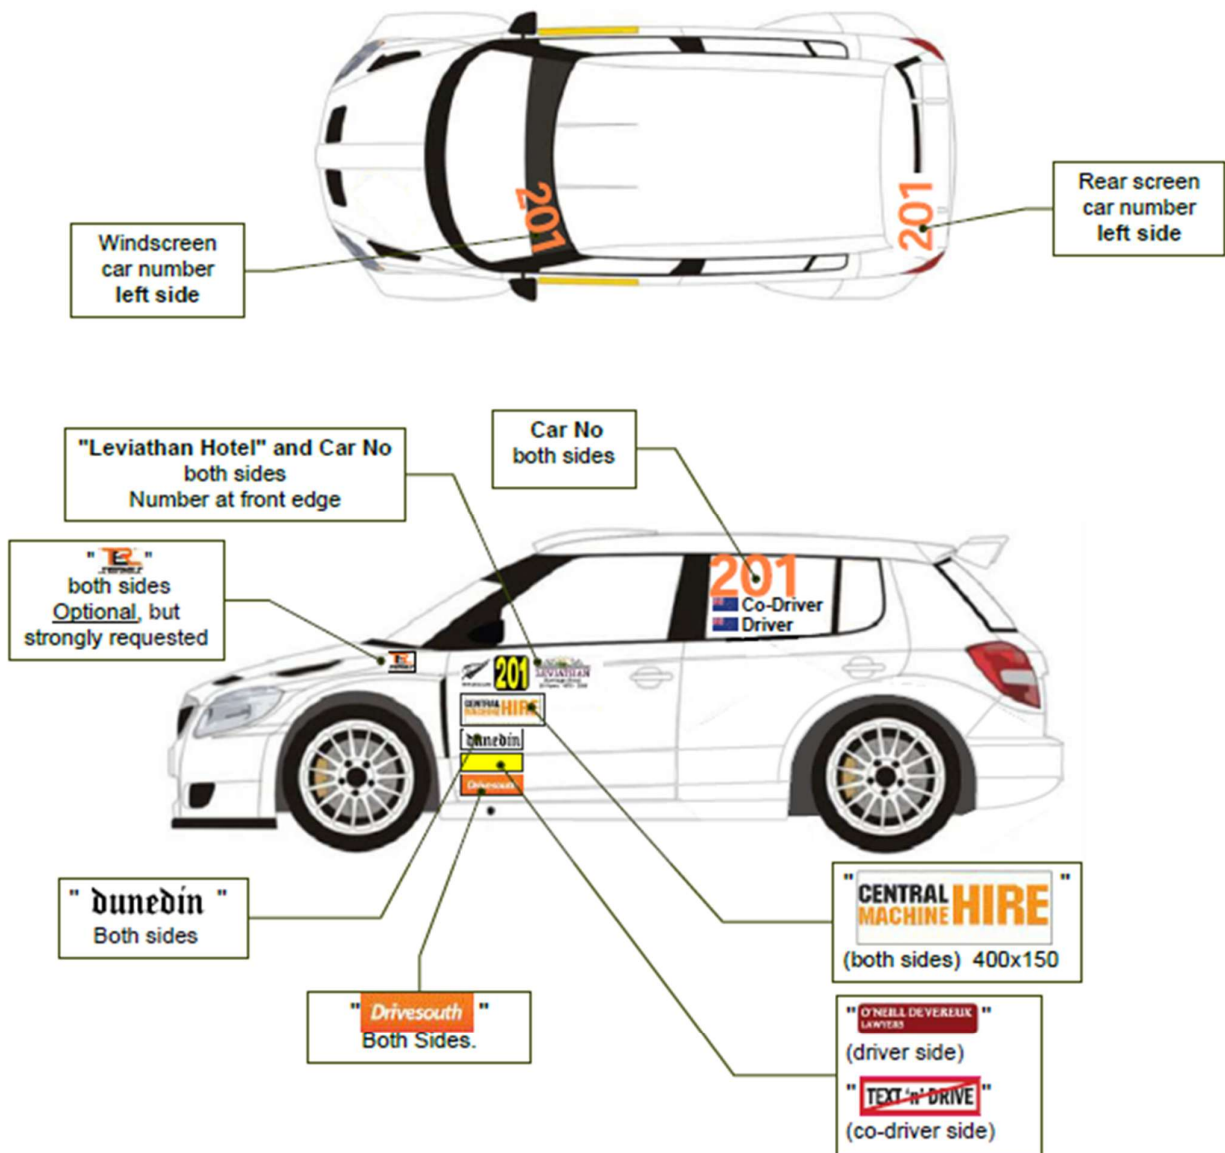 201
201
Windscreen
car number
left side
Rear screen
car number
left side
"Leviathan Hotel" and Car No
both sides
Number at front edge
Car No
both sides
" "
both sides
Optional, but
strongly requested
201
Co-Driver
Driver
201
LEVIATHAN
CENTRAL
MACHINE HIRE
dunedin
Drivesouth
" dunedin "
Both sides
" Drivesouth "
Both Sides.
" CENTRAL
MACHINE HIRE "
(both sides) 400x150
" O'NEILL DEVEREUX
LAWYERS "
(driver side)
" TEXT 'n' DRIVE "
(co-driver side)